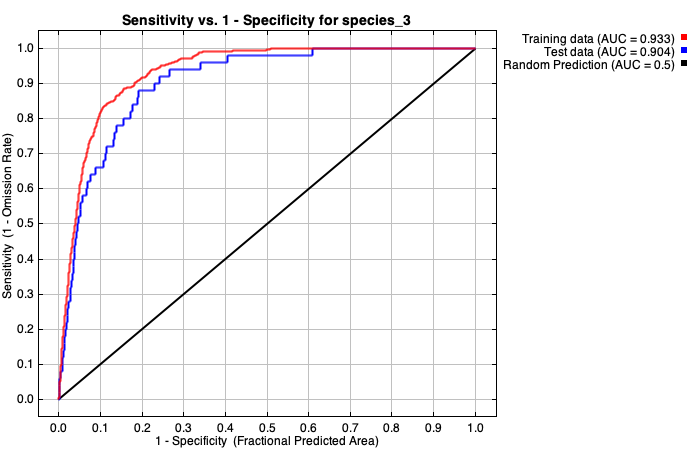 Sensitivity vs. 1 - Specificity for species_3
Training data (AUC = 0.933)
Test data (AUC = 0.904)
Random Prediction (AUC = 0.5)
Sensitivity (1 - Omission Rate)
1.0
0.9
0.8
0.7
0.6
0.5
0.4
0.3
0.2
0.1
0.0
0.0 0.1 0.2 0.3 0.4 0.5 0.6 0.7 0.8 0.9 1.0
1 - Specificity (Fractional Predicted Area)